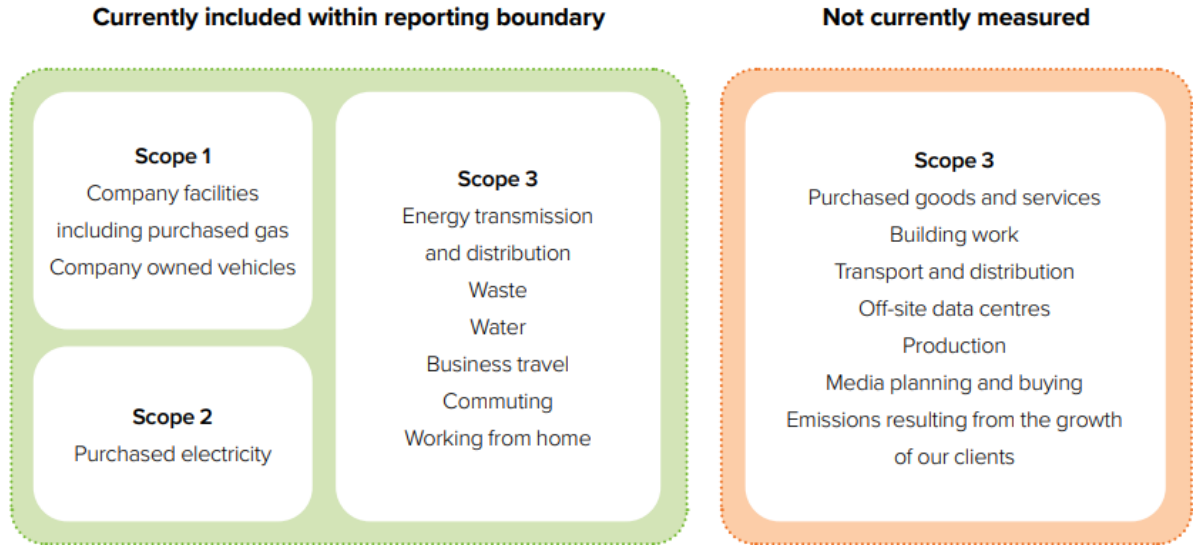 Currently included within reporting boundary
Not currently measured
Scope 1
Company facilities
including purchased gas
Company owned vehicles
Scope 2
Purchased electricity
Scope 3
Energy transmission
and distribution
Waste
Water
Business travel
Commuting
Working from home
Scope 3
Purchased goods and services
Building work
Transport and distribution
Off-site data centres
Production
Media planning and buying
Emissions resulting from the growth
of our clients